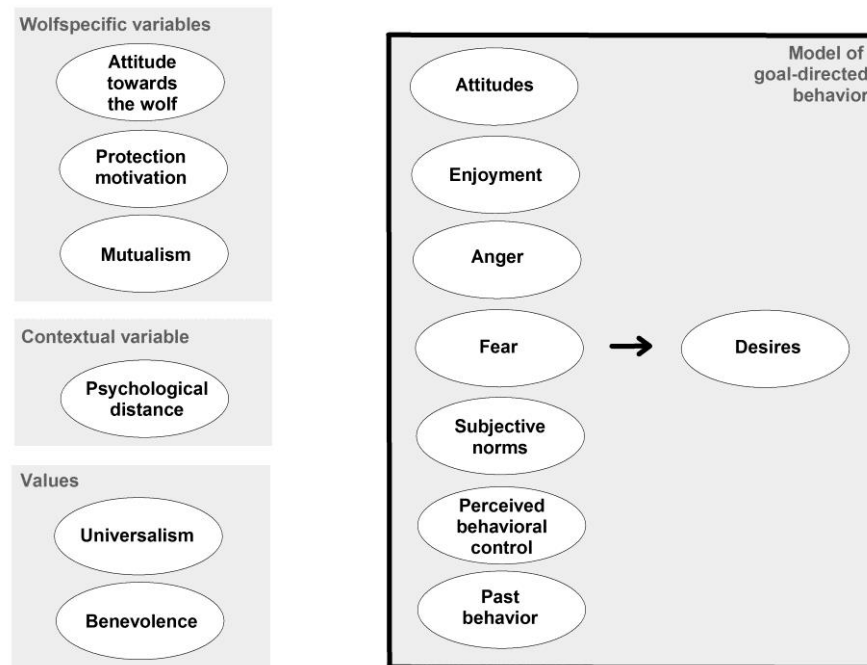 Wolfspecific variables
Attitude
towards
the wolf
Protection
motivation
Mutualism
Contextual variable
Psychological
distance
Values
Universalism
Benevolence
Model of
goal-directed
behavior
Attitudes
Enjoyment
Anger
Fear
Subjective
norms
Perceived
behavioral
control
Past
behavior
Desires